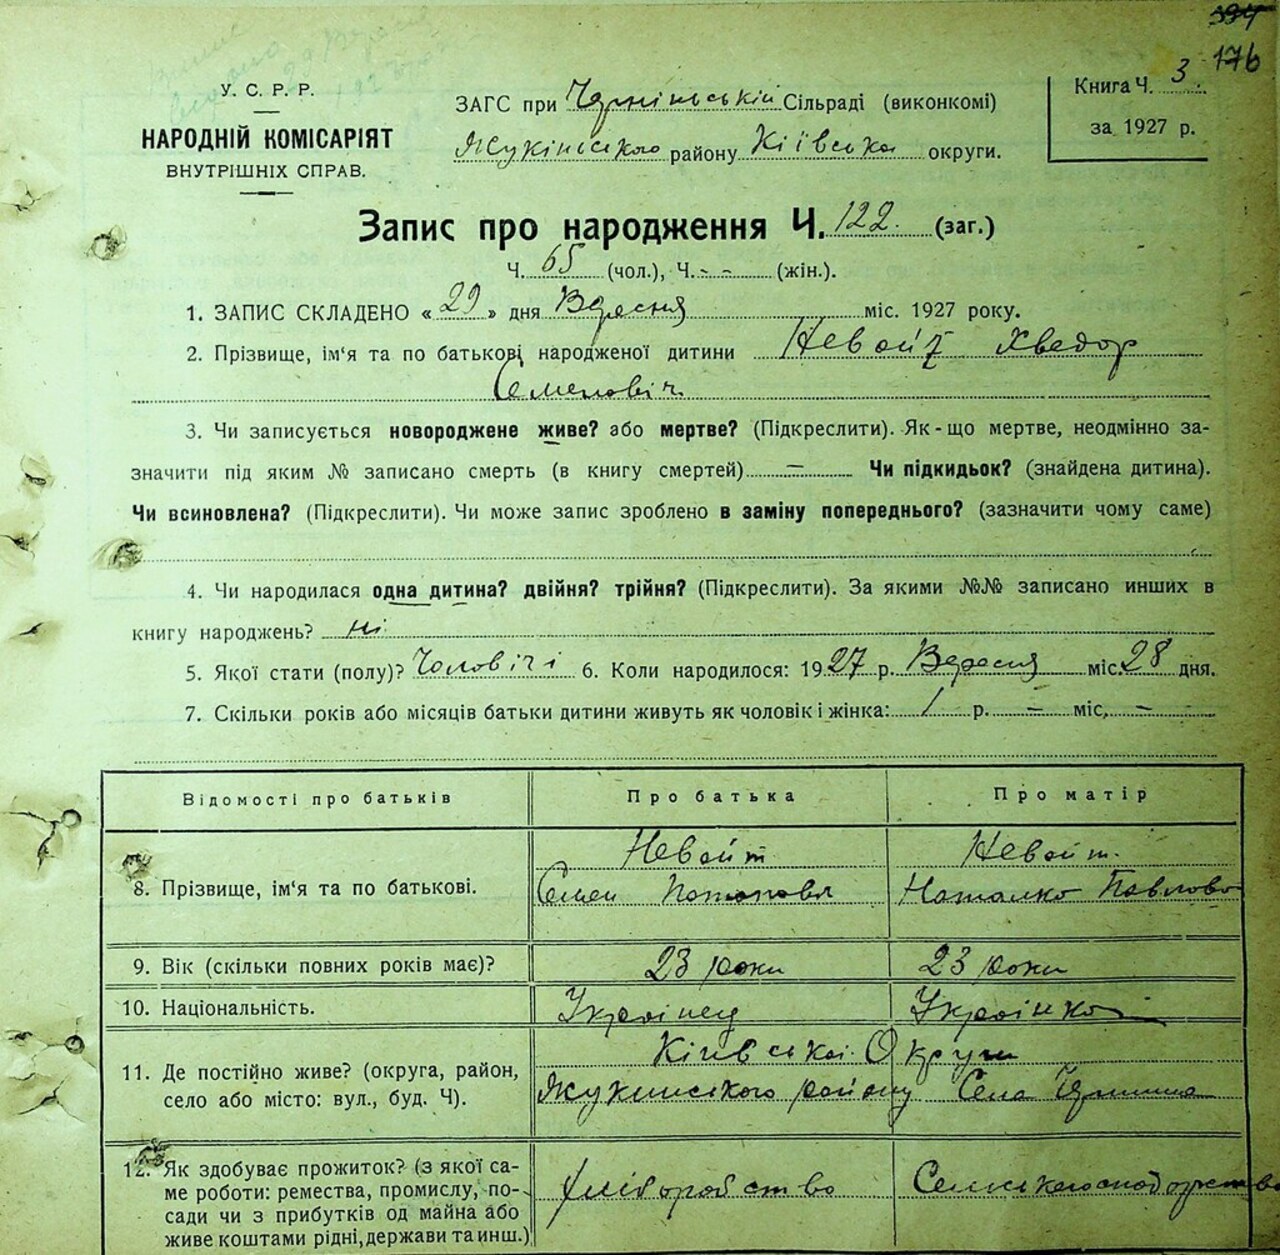 394
176
У. С. Р. Р.
НАРОДНІЙ КОМІСАРІЯТ
ВНУТРІШНІХ СПРАВ.
ЗАГС при Сільраді (виконкомі)
Жукінського району Київської округи.
Книга Ч. 3
за 1927 р.
Запис про народження Ч. 122. (заг.)
Ч. 65 (чол.), Ч. - - (жін.).
1. ЗАПИС СКЛАДЕНО « 29 » дня Вересня міс. 1927 року.
2. Прізвище, ім'я та по батькові народженої дитини Невойт Хведор
Семенович
3. Чи записується новороджене живе? або мертве? (Підкреслити). Як-що мертве, неодмінно за-
значити під яким № записано смерть (в книгу смертей) — Чи підкидьок? (знайдена дитина).
Чи всиновлена? (Підкреслити). Чи може запис зроблено в заміну попереднього? (зазначити чому саме)
4. Чи народилася одна дитина? двійня? трійня? (Підкреслити). За якими №№ записано инших в
книгу народжень? ні
5. Якої стати (полу)? Чоловічі 6. Коли народилося: 1927 р. Вересня міс. 28 дня.
7. Скільки років або місяців батьки дитини живуть як чоловік і жінка: 1 р. — міс, —
Відомості про батьків Про батька Про матір
Невойт Невойт
8. Прізвище, ім'я та по батькові. Семен Потапович Наталка Павлова
9. Вік (скільки повних років має)? 23 роки 23 роки
10. Національність. Українец Українка
11. Де постійно живе? (округа, район,
село або місто: вул., буд. Ч).
Київської Округи
Жукинського району Села
12. Як здобуває прожиток? (з якої са-
ме роботи: ремества, промислу, по-
сади чи з прибутків од майна або
живе коштами рідні, держави та инш.)
хліборобство Сельського сподарства